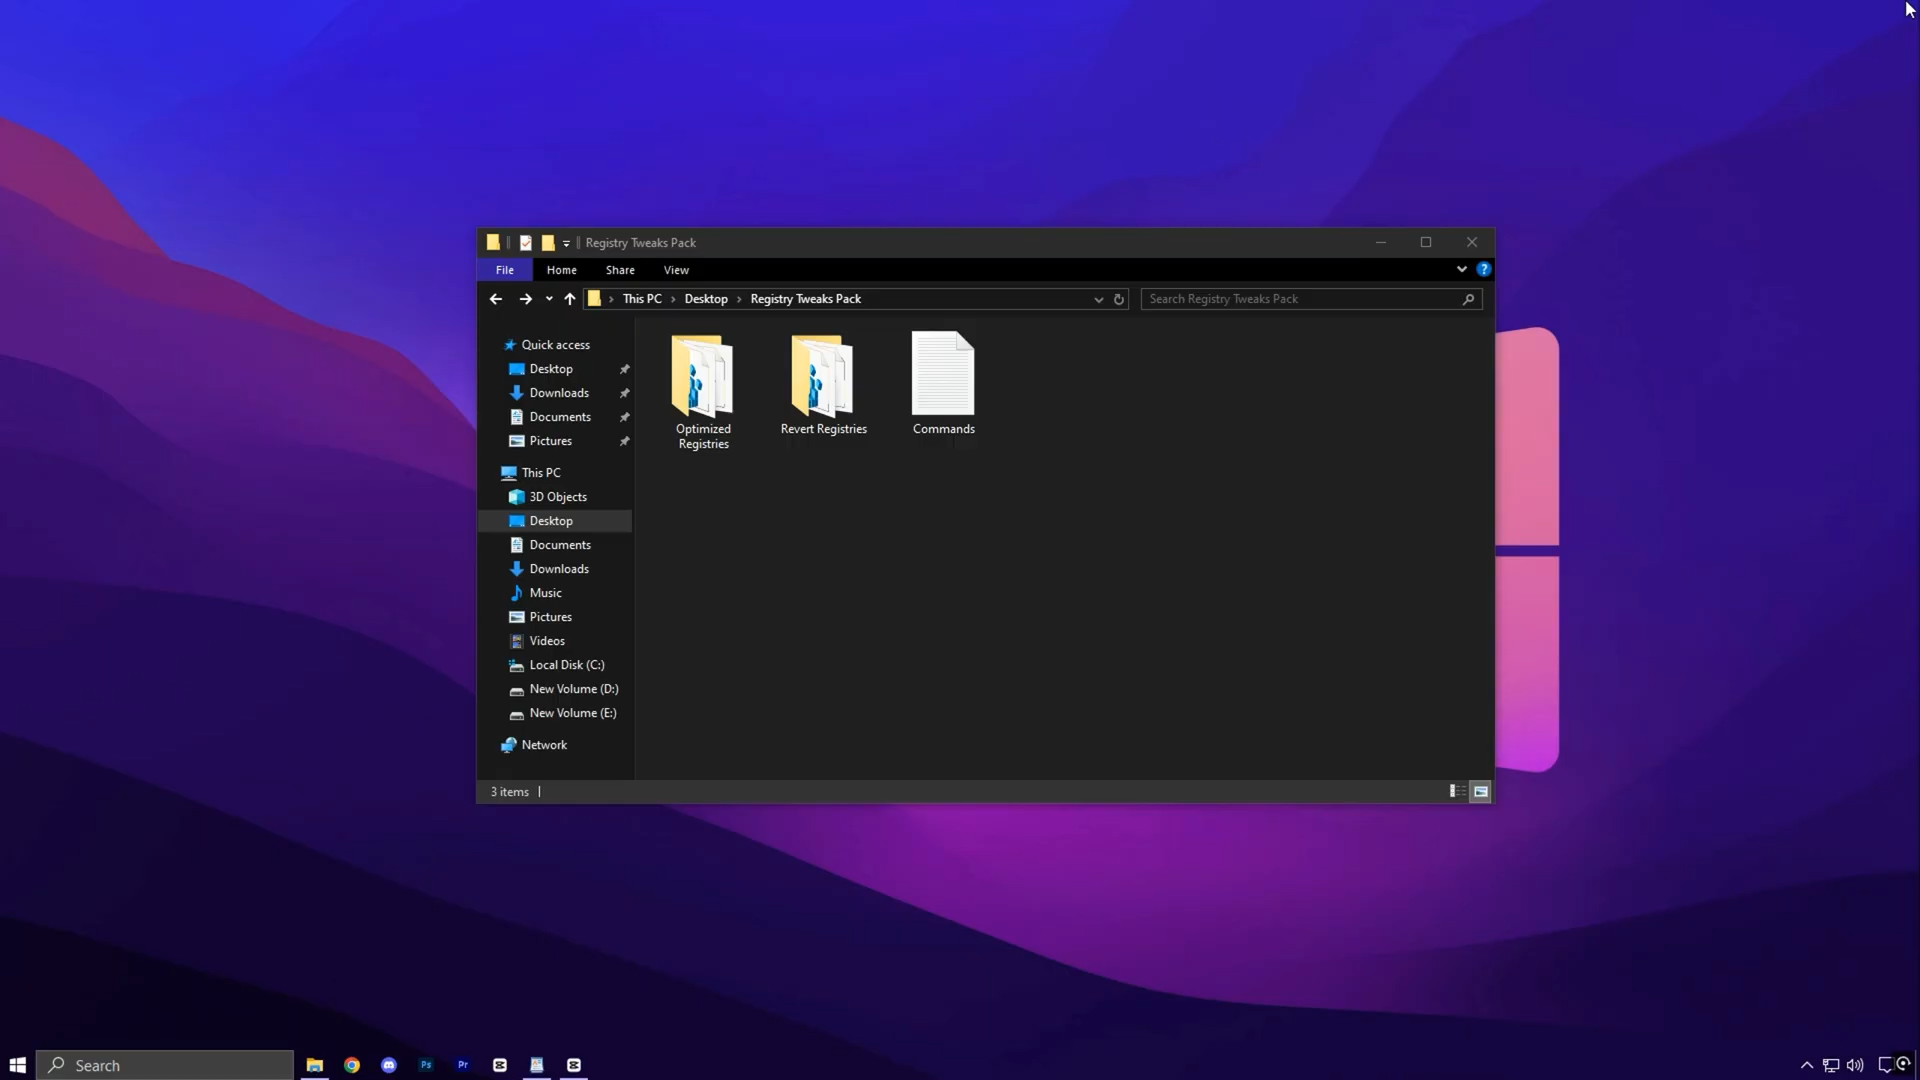 Registry Tweaks Pack
File Home Share View
This PC Desktop Registry Tweaks Pack
Search Registry Tweaks Pack
Quick access
Desktop
Downloads
Documents
Pictures
This PC
3D Objects
Desktop
Documents
Downloads
Music
Pictures
Videos
Local Disk (C:)
New Volume (D:)
New Volume (E:)
Network
Optimized
Registries
Revert Registries
Commands
3 items
Search
Ps
Pr